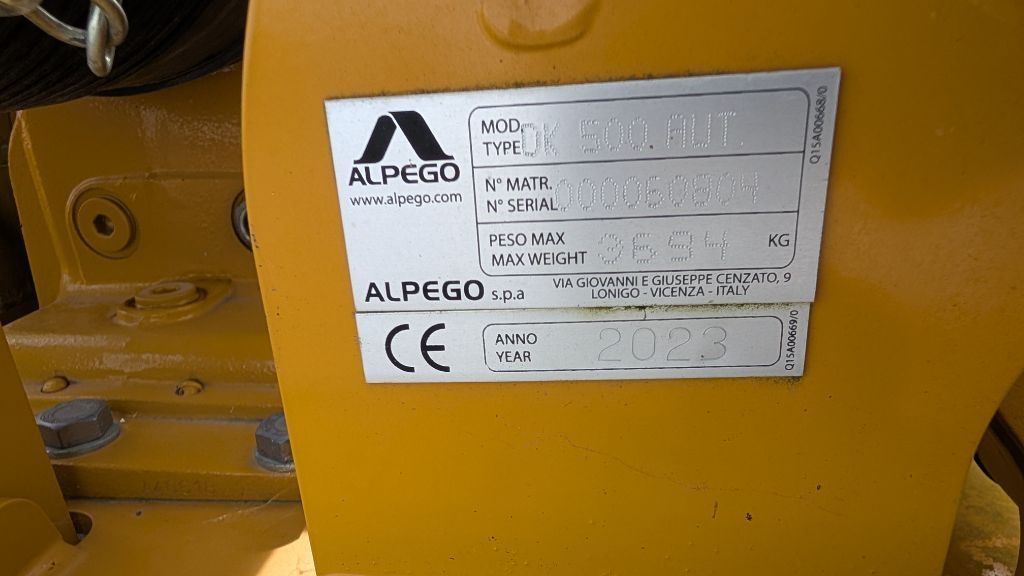 ALPEGO
www.alpego.com
MOD.
TYPE DK 500 AUT.
N° MATR.
N° SERIAL 000060804
PESO MAX
MAX WEIGHT 3694 KG
Q15A00668/0
ALPEGO s.p.a
VIA GIOVANNI E GIUSEPPE CENZATO, 9
LONIGO - VICENZA - ITALY
CE
ANNO
YEAR 2023
Q15A00669/0